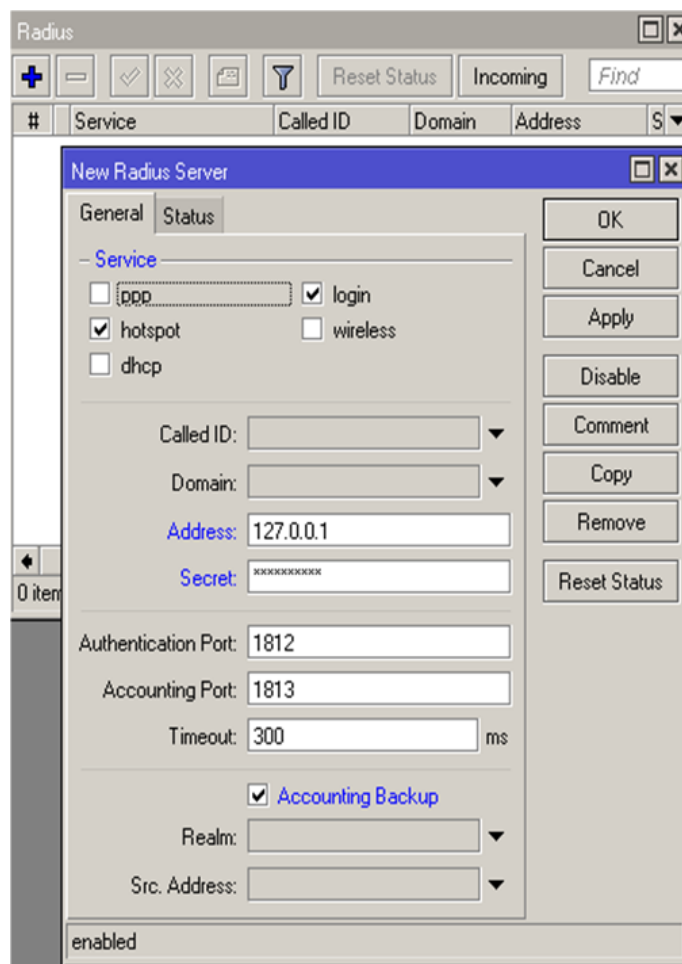 Radius
Reset Status Incoming Find
# Service Called ID Domain Address S
New Radius Server
General Status
OK
Service
Cancel
ppp login
Apply
hotspot wireless
dhcp
Disable
Called ID:
Comment
Domain:
Copy
Address: 127.0.0.1
Remove
Secret: **********
0 item
Reset Status
Authentication Port: 1812
Accounting Port: 1813
Timeout: 300 ms
Accounting Backup
Realm:
Src. Address:
enabled